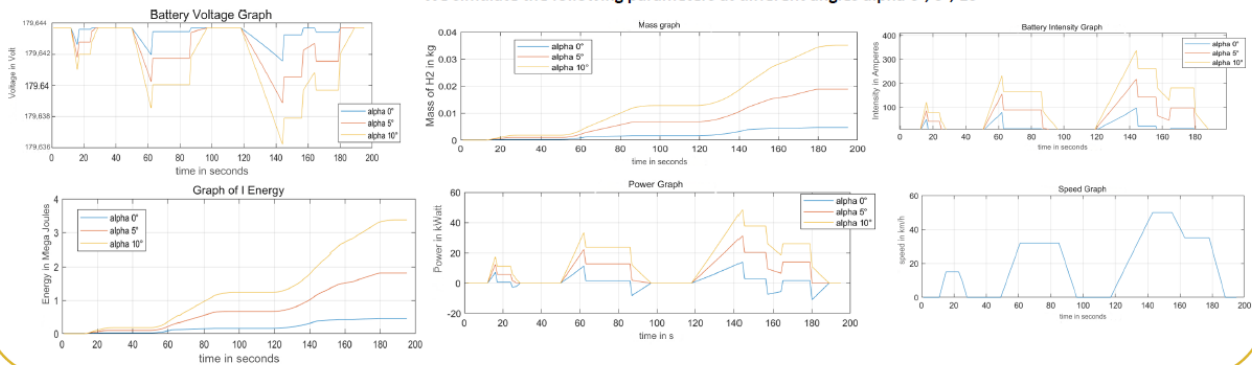 Battery Voltage Graph
179,644
179,642
179,64
179,638
179,636
Voltage in Volt
alpha 0°
alpha 5°
alpha 10°
0 20 40 60 80 100 120 140 160 180 200
time in seconds
Mass graph
0.04
0.03
0.02
0.01
0
Mass of H2 in kg
alpha 0°
alpha 5°
alpha 10°
0 20 40 60 80 100 120 140 160 180 200
time in seconds
Battery Intensity Graph
400
300
200
100
Intensity in Amperes
alpha 0°
alpha 5°
alpha 10°
0 20 40 60 80 100 120 140 160 180 200
time in seconds
Graph of I Energy
4
3
2
1
0
Energy in Mega Joules
alpha 0°
alpha 5°
alpha 10°
0 20 40 60 80 100 120 140 160 180 200
time in seconds
Power Graph
60
40
20
0
-20
Power in kWatt
alpha 0°
alpha 5°
alpha 10°
0 20 40 60 80 100 120 140 160 180 200
time in s
Speed Graph
60
40
20
0
speed in km/h
0 20 40 60 80 100 120 140 160 180 200
time in seconds